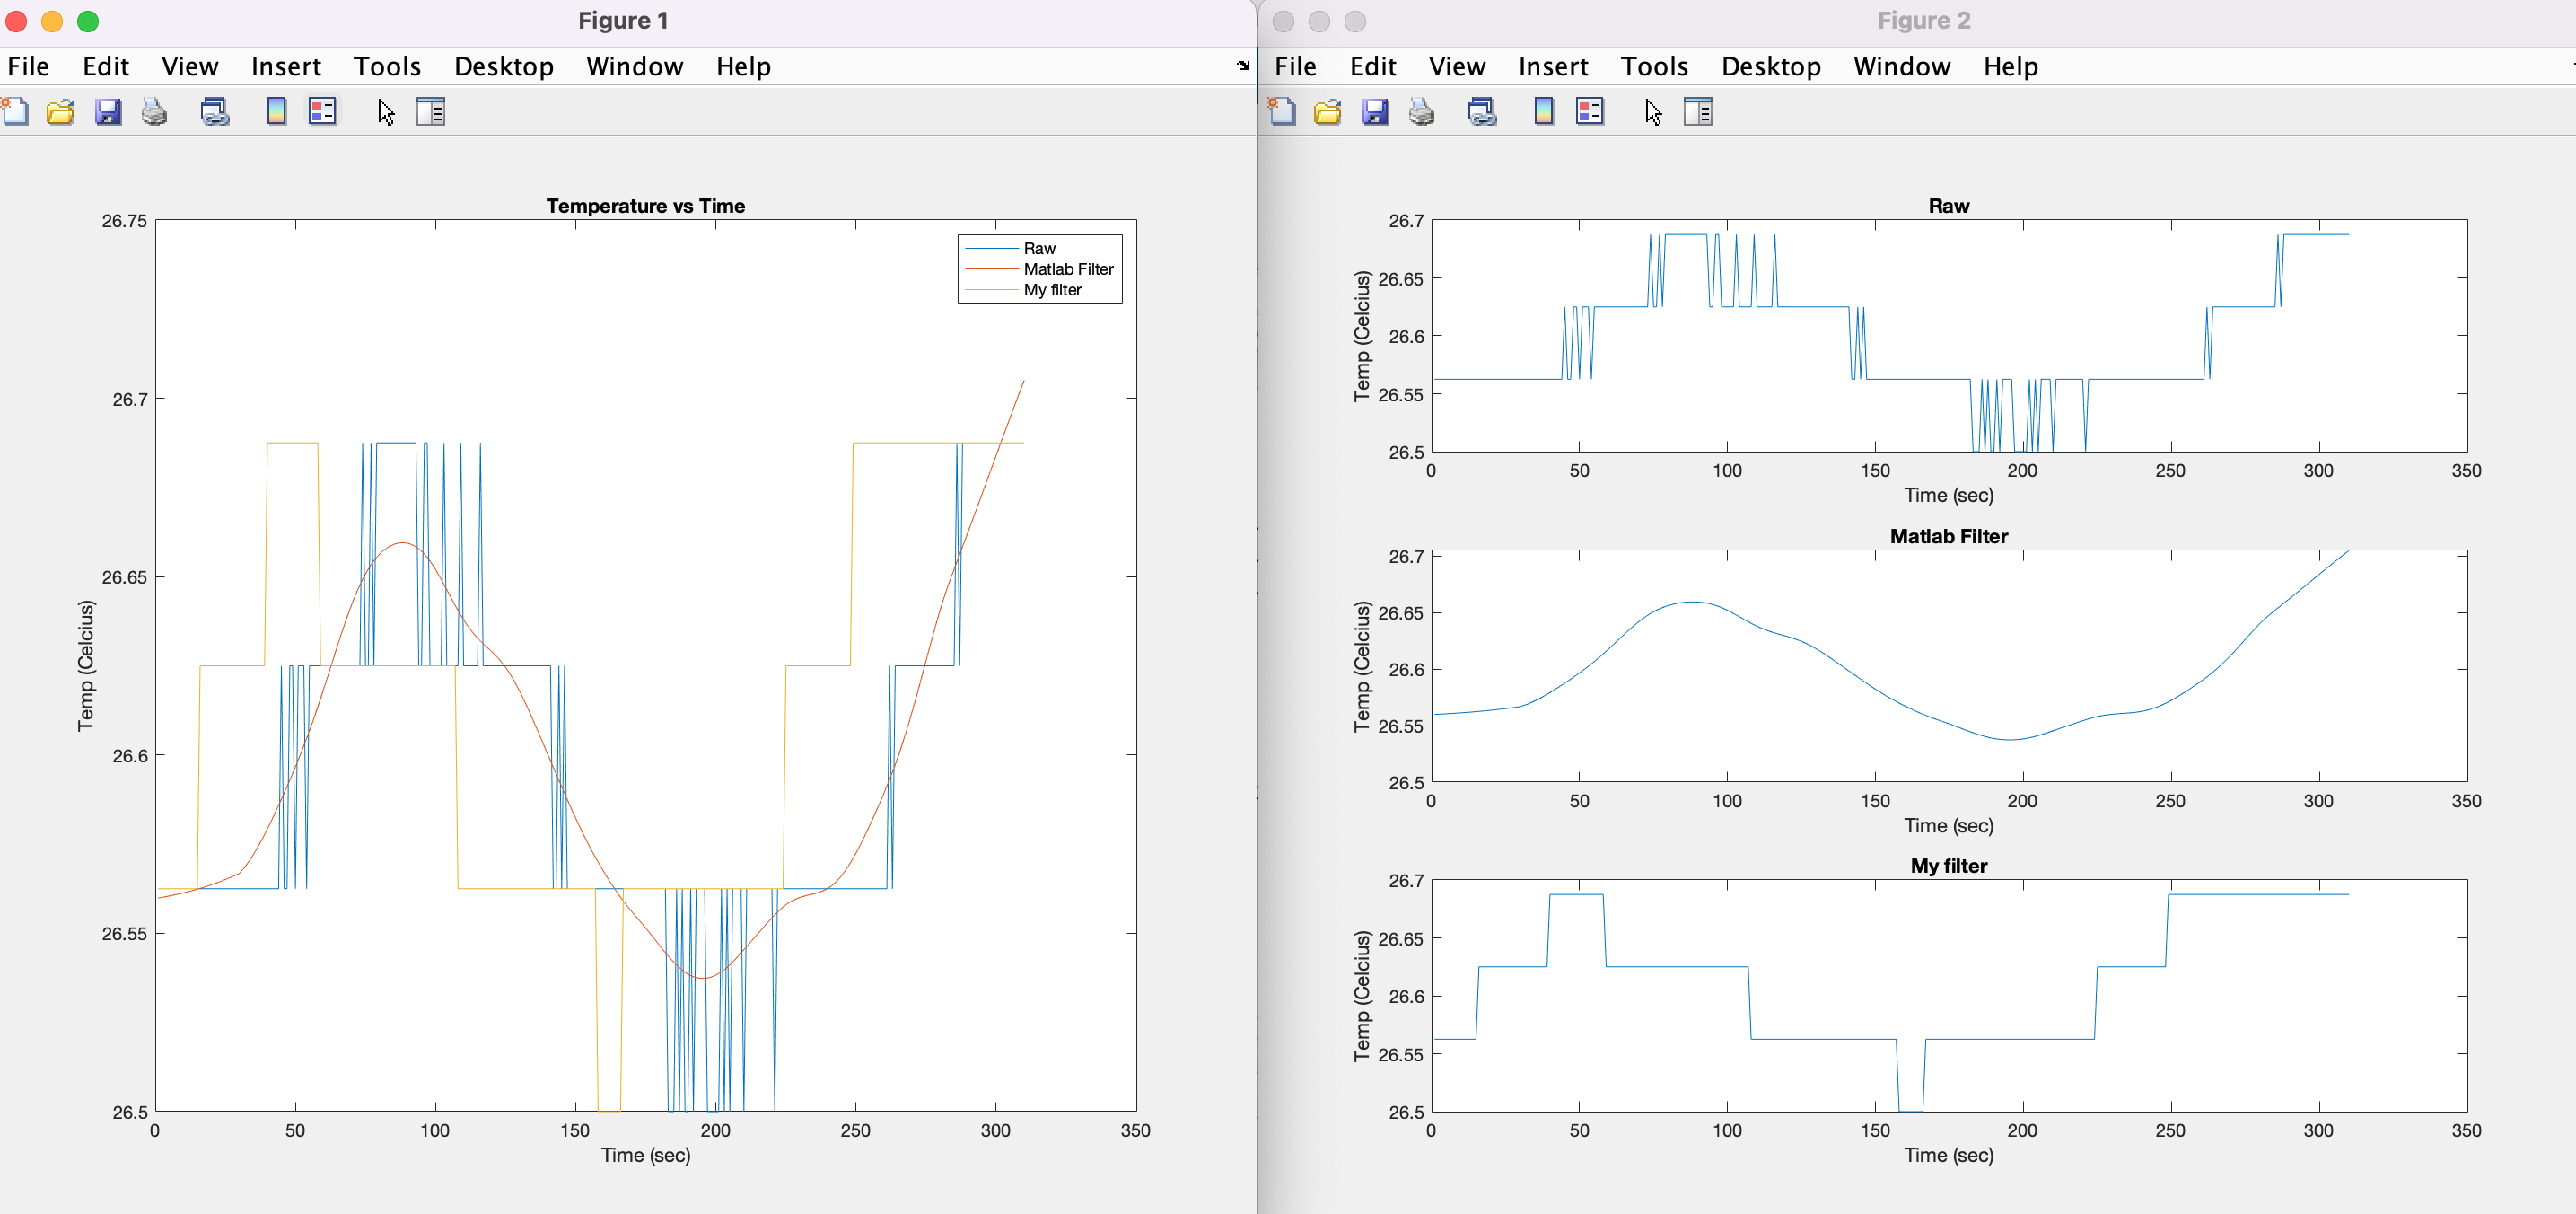 Figure 1
File Edit View Insert Tools Desktop Window Help
Temperature vs Time
Raw
Matlab Filter
My filter
26.75
26.7
26.65
26.6
26.55
26.5
Temp (Celcius)
0 50 100 150 200 250 300 350
Time (sec)
Figure 2
File Edit View Insert Tools Desktop Window Help
Raw
26.7
26.65
26.6
26.55
26.5
Temp (Celcius)
0 50 100 150 200 250 300 350
Time (sec)
Matlab Filter
26.7
26.65
26.6
26.55
26.5
Temp (Celcius)
0 50 100 150 200 250 300 350
Time (sec)
My filter
26.7
26.65
26.6
26.55
26.5
Temp (Celcius)
0 50 100 150 200 250 300 350
Time (sec)